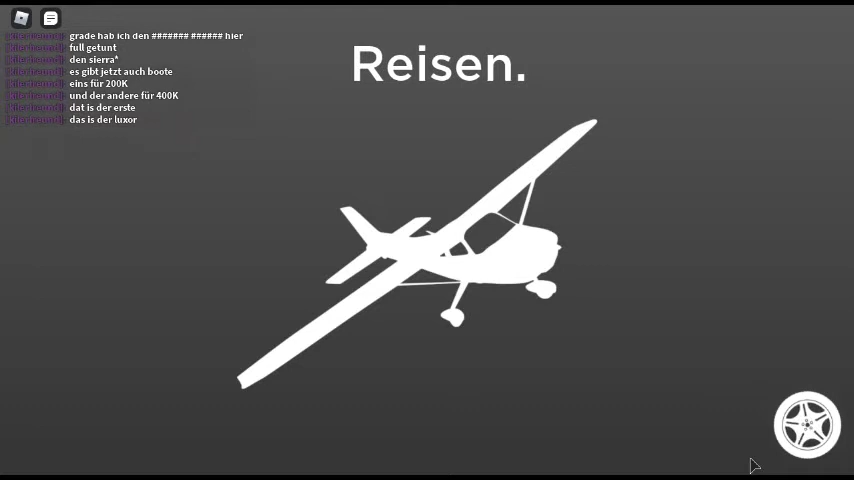 grade hab ich den ####### ###### hier
full getunt
den sierra*
es gibt jetzt auch boote
eins für 200K
und der andere für 400K
dat is der erste
das is der luxor
Reisen.